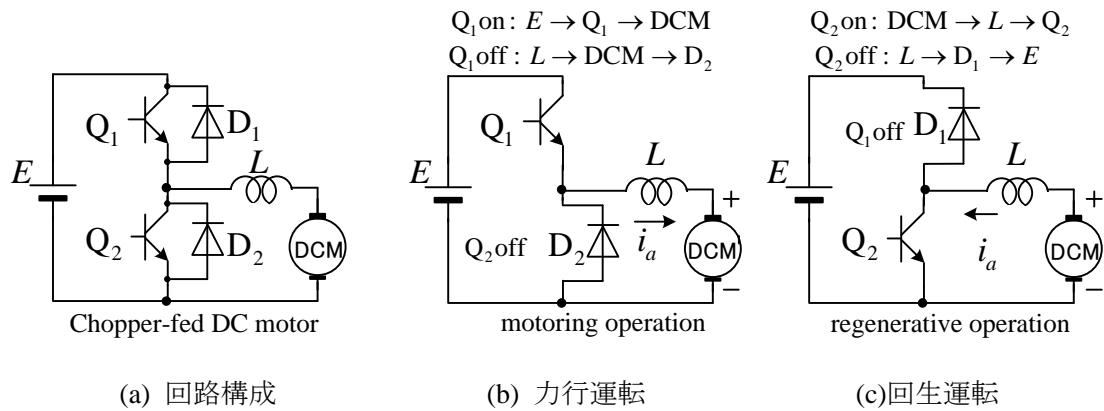 Q₁on : E → Q₁ → DCM
Q₁off : L → DCM → D₂
Q₂on : DCM → L → Q₂
Q₂off : L → D₁ → E
E
Q₁
D₁
L
Q₂
D₂
DCM
Chopper-fed DC motor
(a) 回路構成
E
Q₁
L
Q₂off
D₂
iₐ
+
DCM
−
motoring operation
(b) 力行運転
E
Q₁off
D₁
L
Q₂
iₐ
+
DCM
−
regenerative operation
(c)回生運転